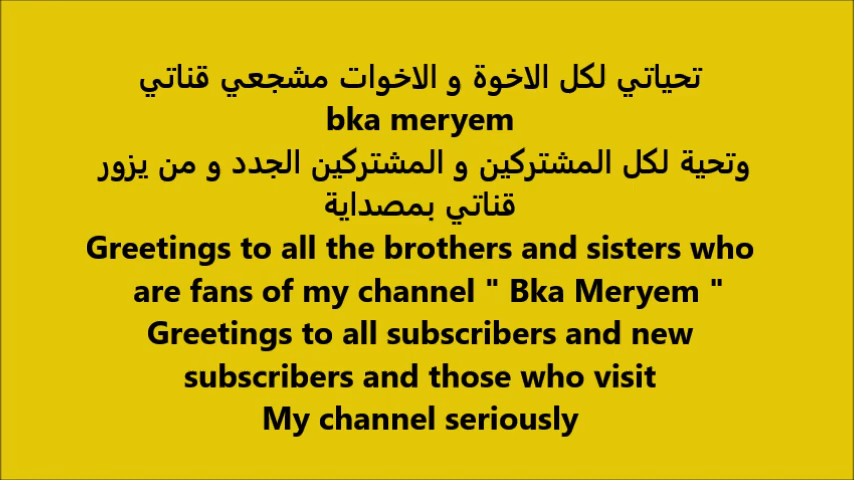 تحياتي لكل الاخوة و الاخوات مشجعي قناتي
bka meryem
وتحية لكل المشتركين و المشتركين الجدد و من يزور
قناتي بمصداية
Greetings to all the brothers and sisters who
are fans of my channel " Bka Meryem "
Greetings to all subscribers and new
subscribers and those who visit
My channel seriously